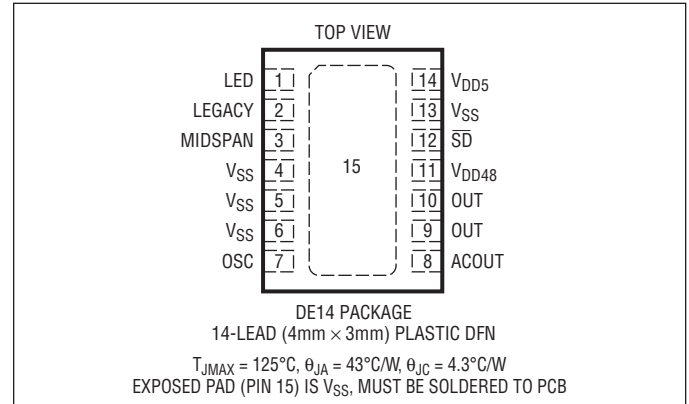 TOP VIEW
LED 1 14 VDD5
LEGACY 2 13 VSS
MIDSPAN 3 12 S̅D̅
VSS 4 15 11 VDD48
VSS 5 10 OUT
VSS 6 9 OUT
OSC 7 8 ACOUT
DE14 PACKAGE
14-LEAD (4mm × 3mm) PLASTIC DFN
TJMAX = 125°C, θJA = 43°C/W, θJC = 4.3°C/W
EXPOSED PAD (PIN 15) IS VSS, MUST BE SOLDERED TO PCB